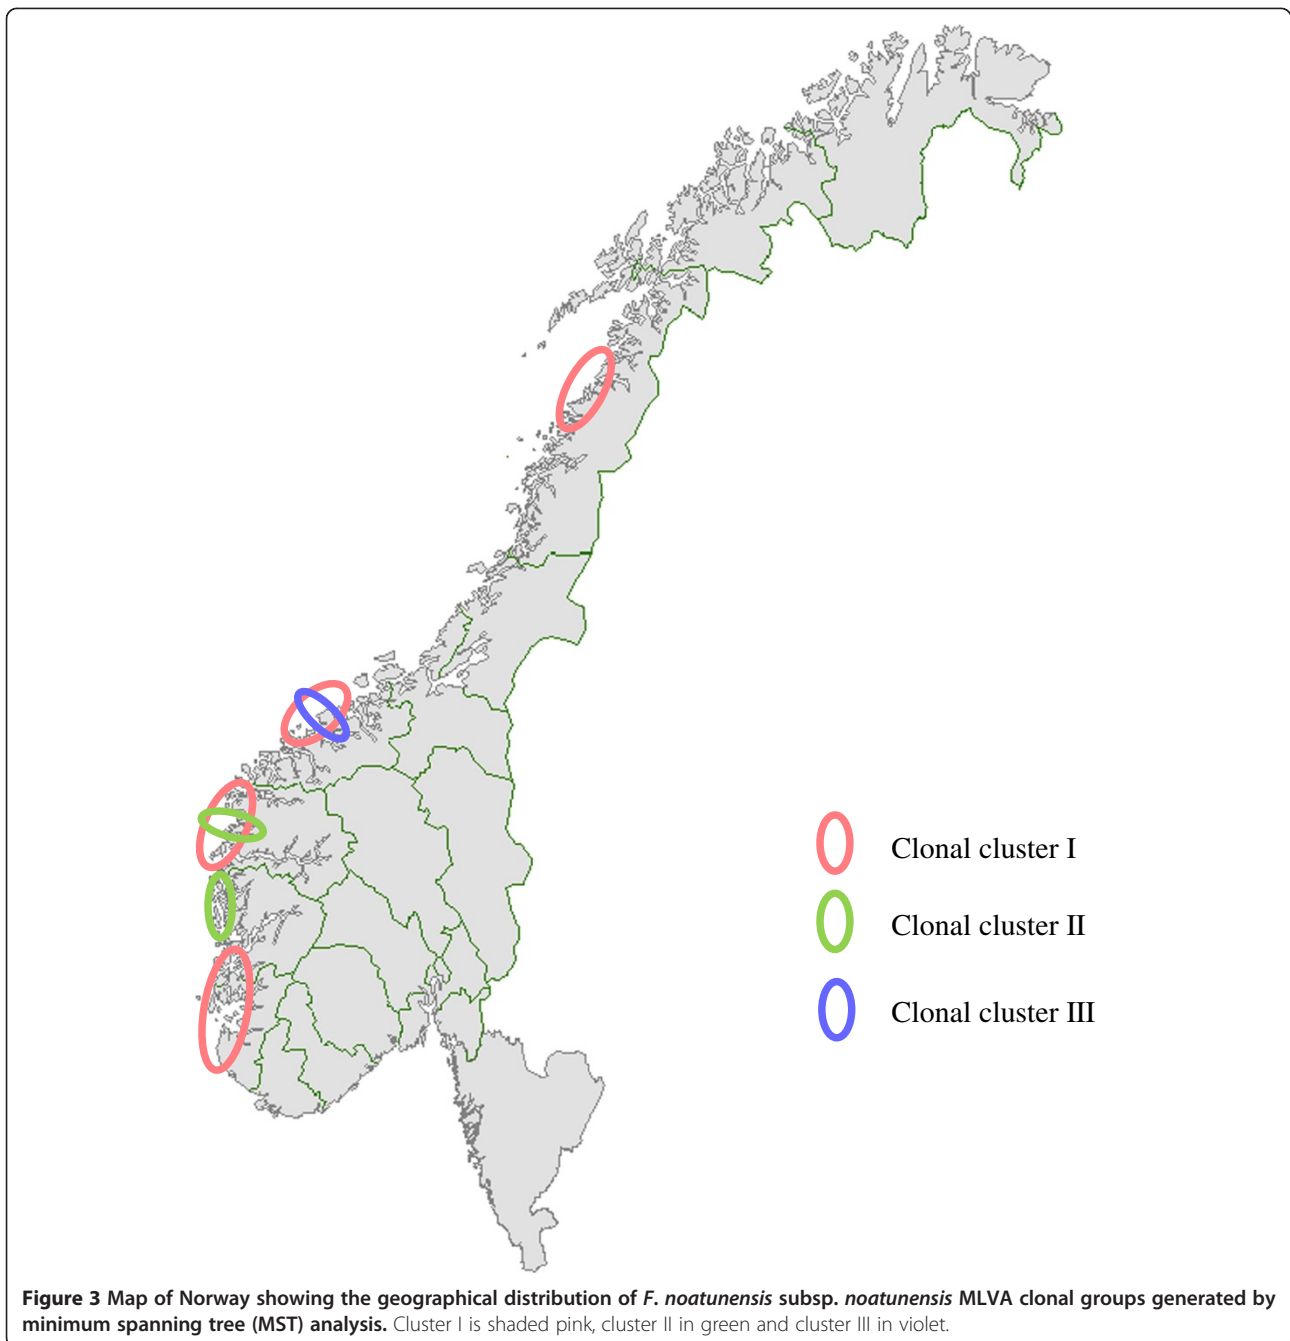 Clonal cluster I
Clonal cluster II
Clonal cluster III
Figure 3 Map of Norway showing the geographical distribution of F. noatunensis subsp. noatunensis MLVA clonal groups generated by
minimum spanning tree (MST) analysis. Cluster I is shaded pink, cluster II in green and cluster III in violet.